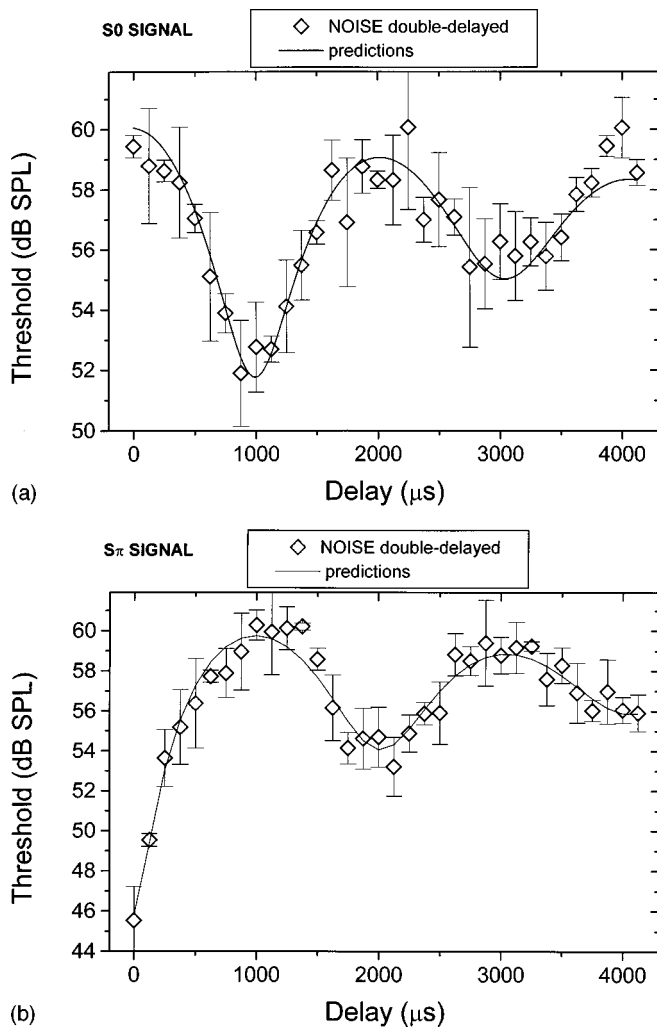 S0 SIGNAL
NOISE double-delayed
predictions
Threshold (dB SPL)
60
58
56
54
52
50
0
1000
2000
3000
4000
Delay (μs)
(a)
Sπ SIGNAL
NOISE double-delayed
predictions
Threshold (dB SPL)
62
60
58
56
54
52
50
48
46
44
0
1000
2000
3000
4000
Delay (μs)
(b)